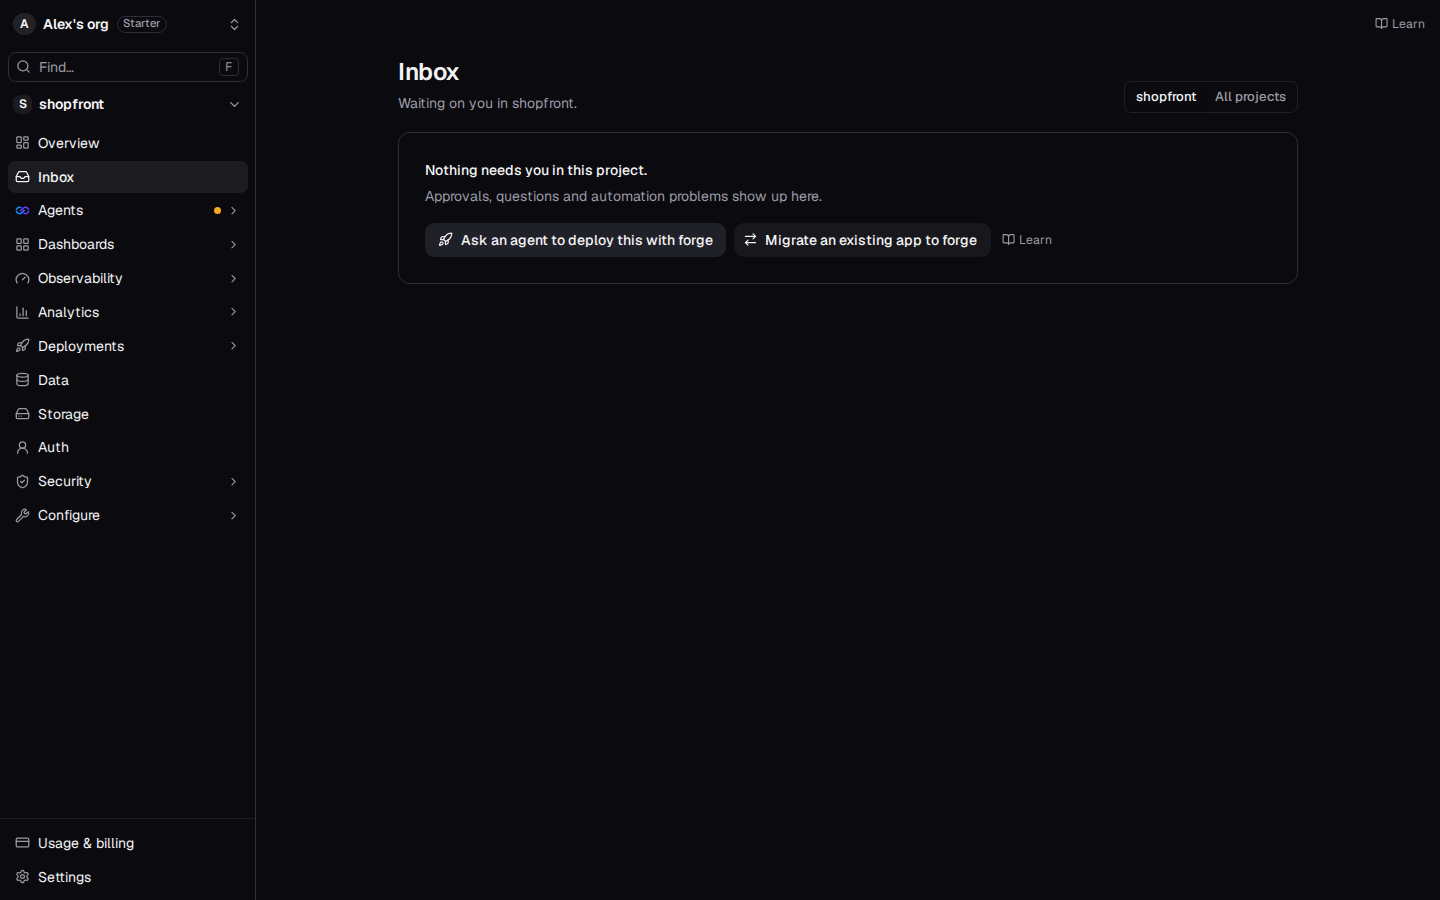 A Alex's org Starter
Find... F
S shopfront
Overview
Inbox
Agents
Dashboards
Observability
Analytics
Deployments
Data
Storage
Auth
Security
Configure
Usage & billing
Settings
Learn
Inbox
Waiting on you in shopfront.
shopfront All projects
Nothing needs you in this project.
Approvals, questions and automation problems show up here.
Ask an agent to deploy this with forge Migrate an existing app to forge Learn